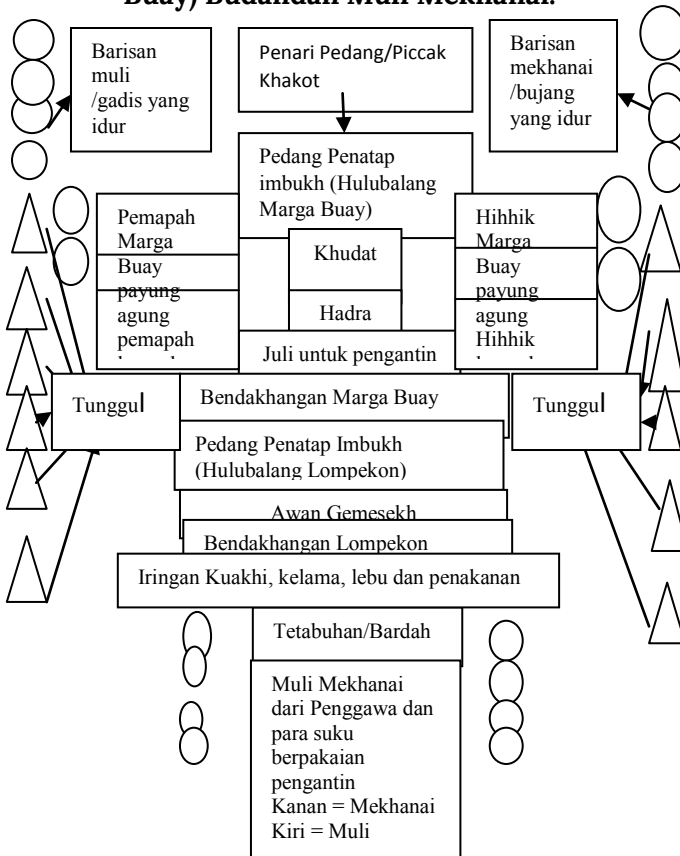 Buay) Budandan Muli Mekhanai.
Barisan
muli
/gadis yang
idur
Penari Pedang/Piccak
Khakot
Barisan
mekhanai
/bujang
yang idur
Pedang Penatap
imbukh (Hulubalang
Marga Buay)
Pemapah
Marga
Buay
payung
agung
pemapah
Khudat
Hadra
Hihhik
Marga
Buay
payung
agung
Hihhik
Juli untuk pengantin
Tunggul
Bendakhangan Marga Buay
Tunggul
Pedang Penatap Imbukh
(Hulubalang Lompekon)
Awan Gemesekh
Bendakhangan Lompekon
Iringan Kuakhi, kelama, lebu dan penakanan
Tetabuhan/Bardah
Muli Mekhanai
dari Penggawa dan
para suku
berpakaian
pengantin
Kanan = Mekhanai
Kiri = Muli